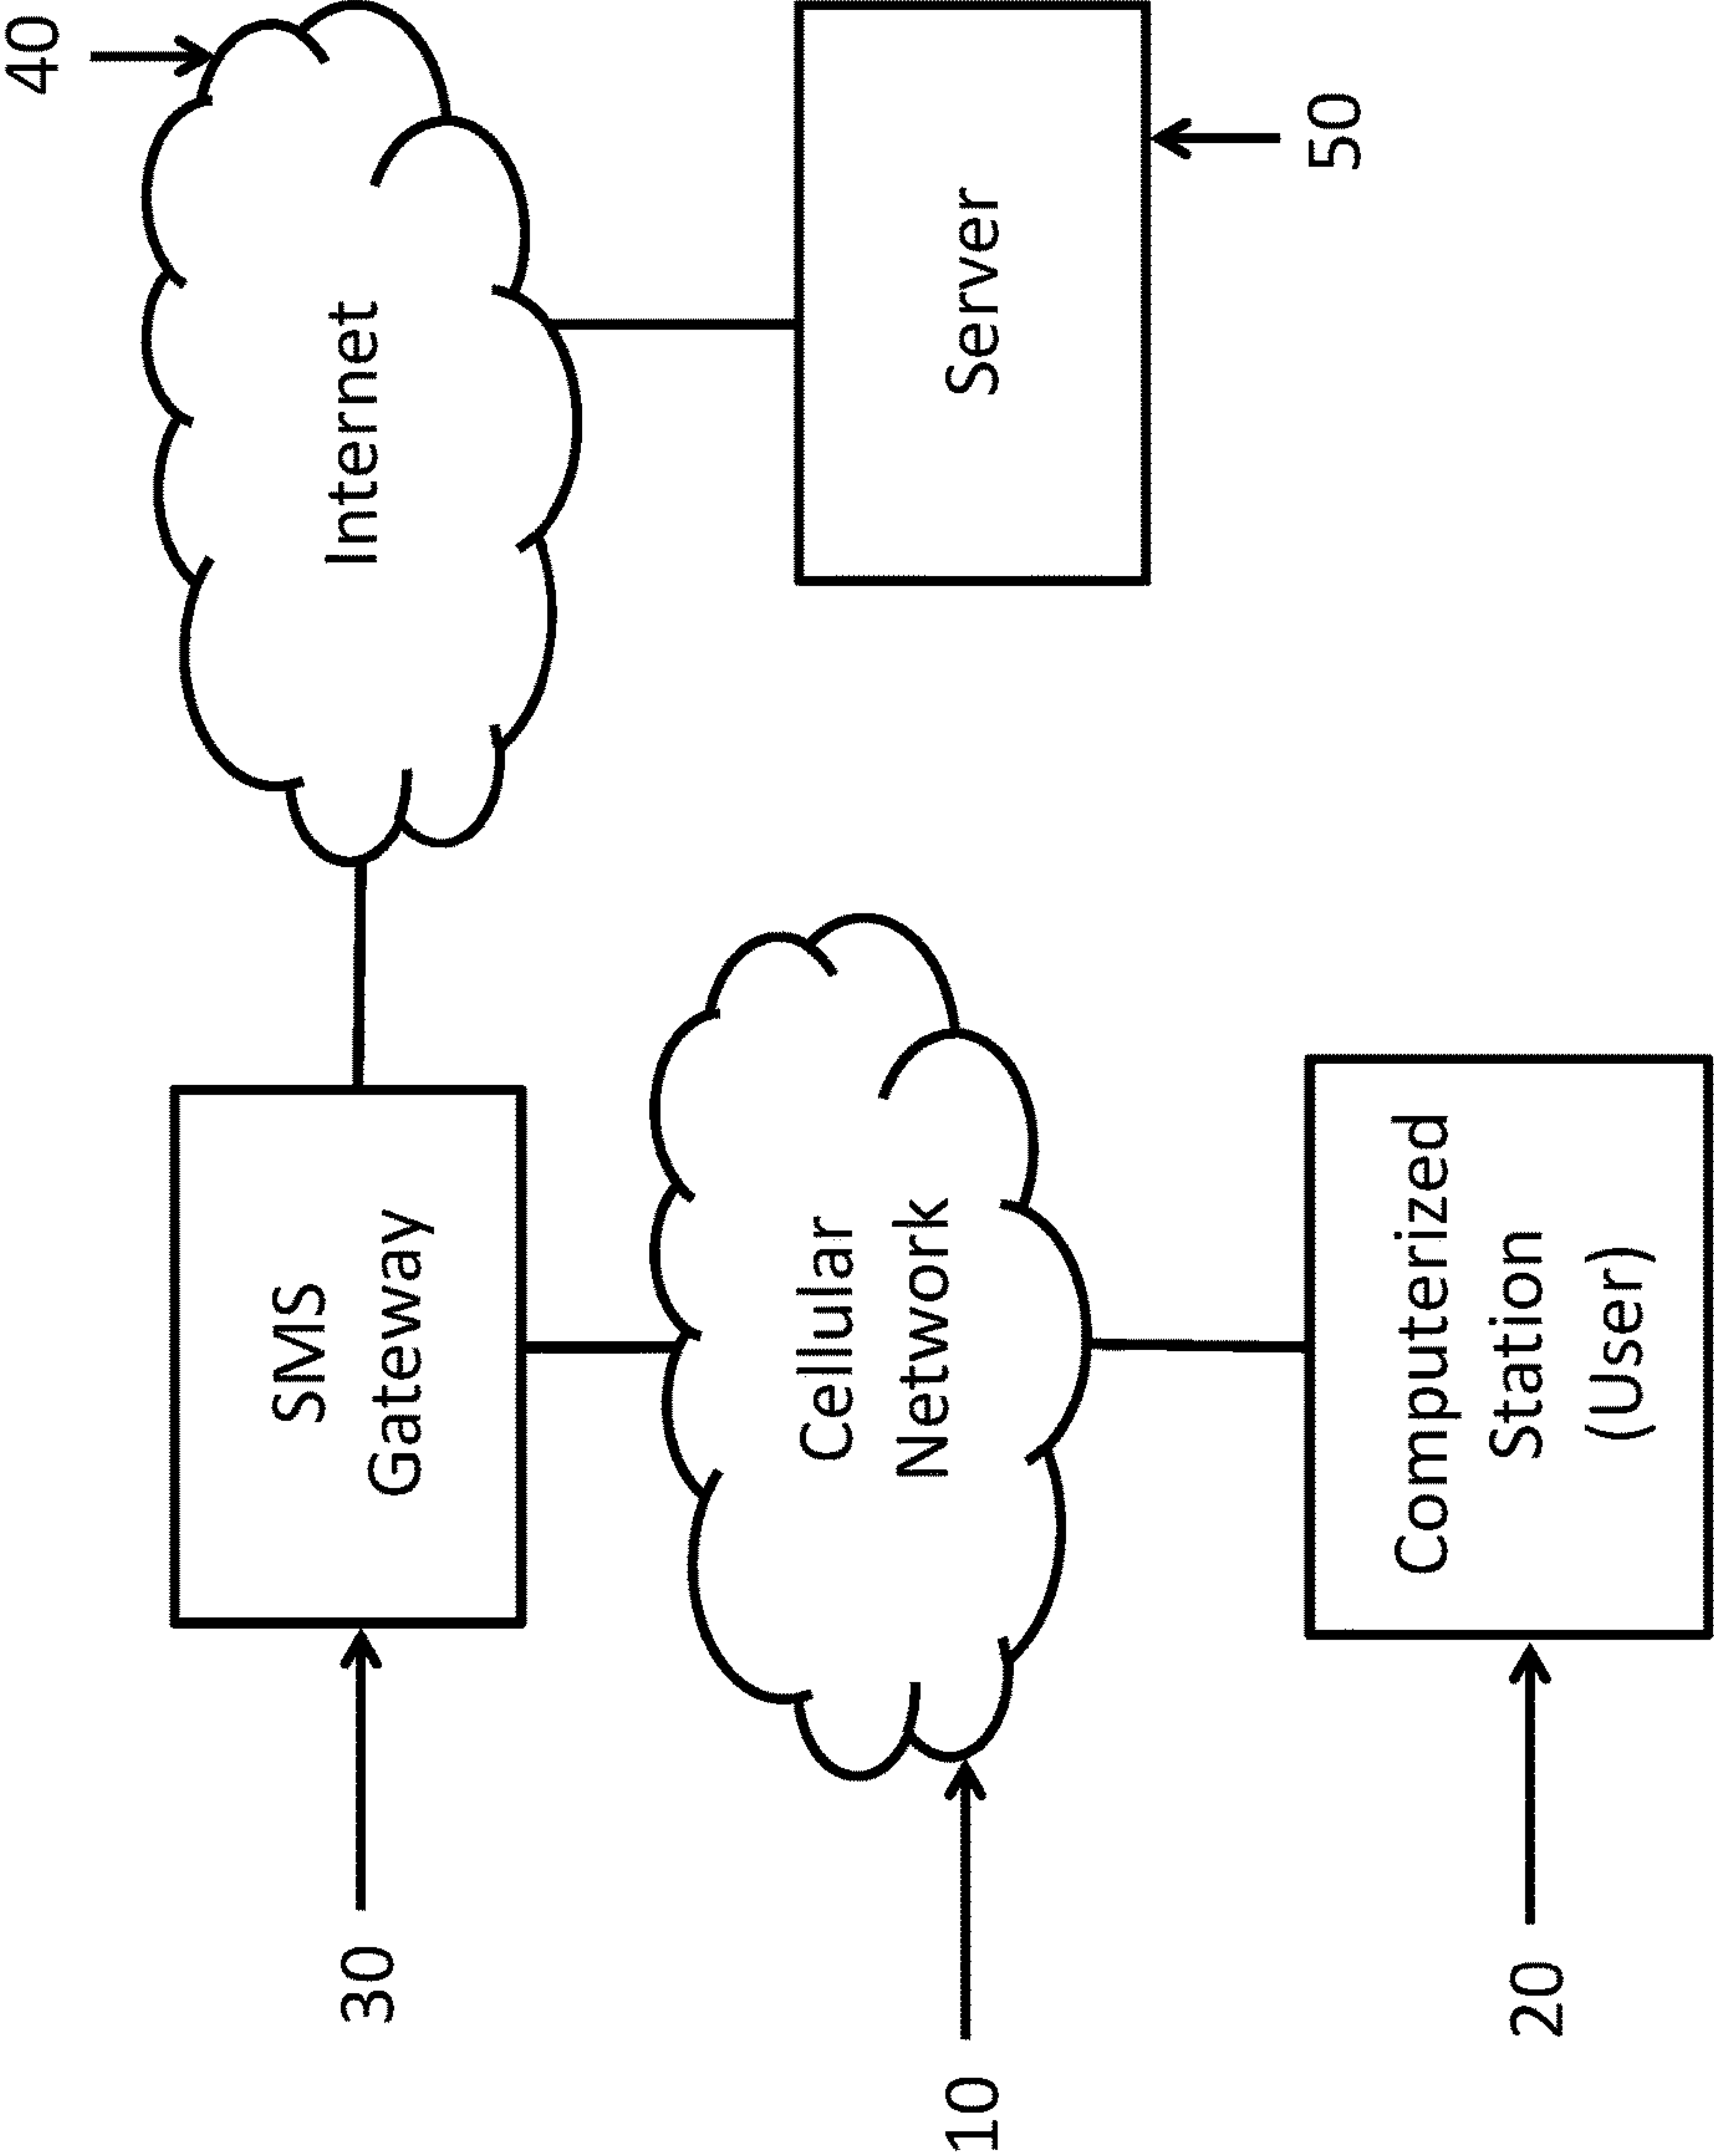 40
30
SMS
Gateway
Internet
10
Cellular
Network
Server
50
20
Computerized
Station
(User)